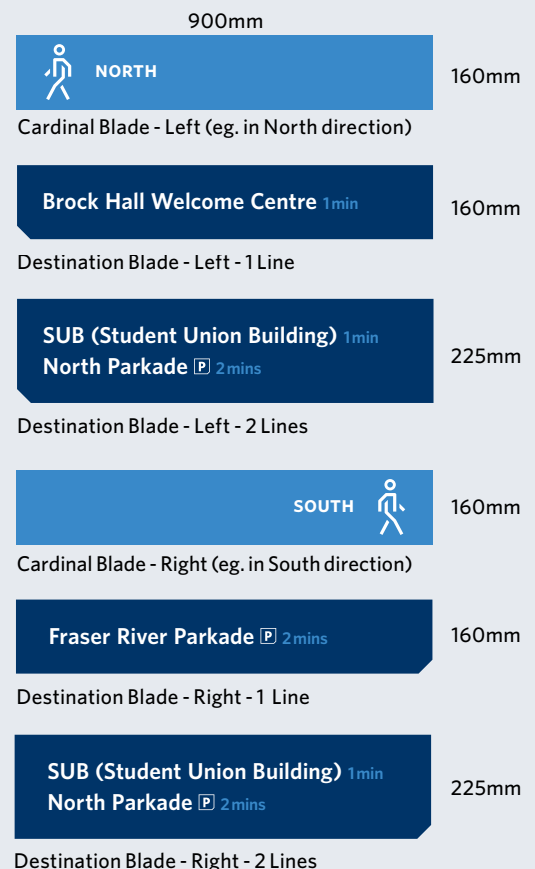 900mm
NORTH
160mm
Cardinal Blade - Left (eg. in North direction)
Brock Hall Welcome Centre 1min
160mm
Destination Blade - Left - 1 Line
SUB (Student Union Building) 1min
North Parkade P 2mins
225mm
Destination Blade - Left - 2 Lines
SOUTH
160mm
Cardinal Blade - Right (eg. in South direction)
Fraser River Parkade P 2mins
160mm
Destination Blade - Right - 1 Line
SUB (Student Union Building) 1min
North Parkade P 2mins
225mm
Destination Blade - Right - 2 Lines